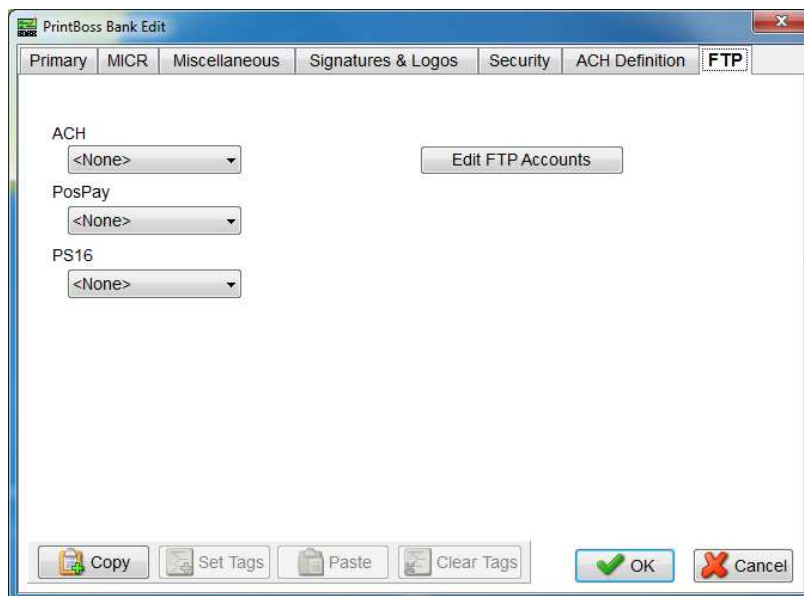 PrintBoss Bank Edit
Primary MICR Miscellaneous Signatures & Logos Security ACH Definition FTP
ACH
<None> Edit FTP Accounts
PosPay
<None>
PS16
<None>
Copy Set Tags Paste Clear Tags OK Cancel